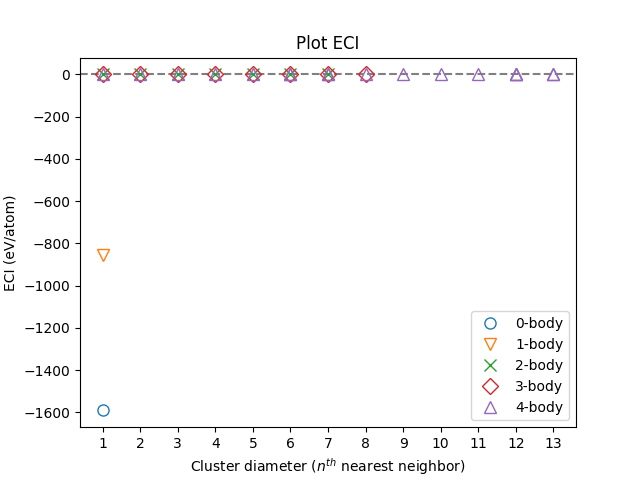 Plot ECI
ECI (eV/atom)
0
−200
−400
−600
−800
−1000
−1200
−1400
−1600
0-body
1-body
2-body
3-body
4-body
1 2 3 4 5 6 7 8 9 10 11 12 13
Cluster diameter (nᵗʰ nearest neighbor)